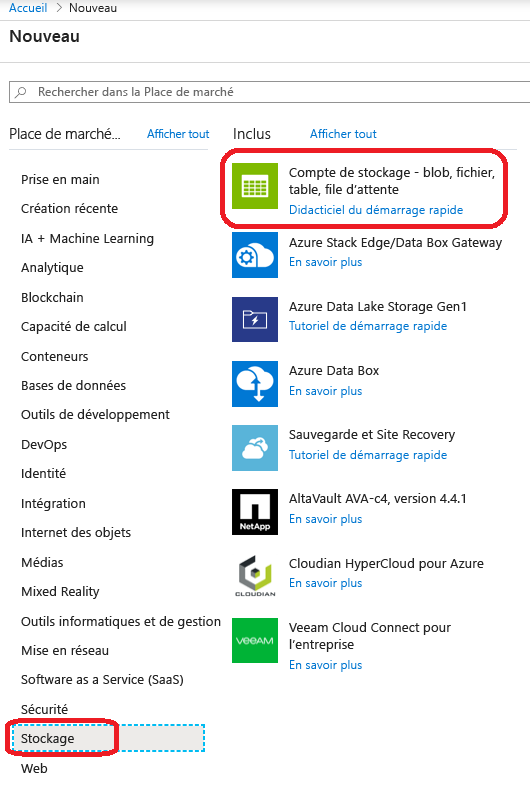 Accueil > Nouveau
Nouveau
Rechercher dans la Place de marché
Place de marché... Afficher tout
Prise en main
Création récente
IA + Machine Learning
Analytique
Blockchain
Capacité de calcul
Conteneurs
Bases de données
Outils de développement
DevOps
Identité
Intégration
Internet des objets
Médias
Mixed Reality
Outils informatiques et de gestion
Mise en réseau
Software as a Service (SaaS)
Sécurité
Stockage
Web
Inclus Afficher tout
Compte de stockage - blob, fichier,
table, file d'attente
Didacticiel du démarrage rapide
Azure Stack Edge/Data Box Gateway
En savoir plus
Azure Data Lake Storage Gen1
Tutoriel de démarrage rapide
Azure Data Box
En savoir plus
Sauvegarde et Site Recovery
Tutoriel de démarrage rapide
NetApp
AltaVault AVA-c4, version 4.4.1
En savoir plus
CLOUDIAN
Cloudian HyperCloud pour Azure
En savoir plus
veeam
Veeam Cloud Connect pour
l'entreprise
En savoir plus